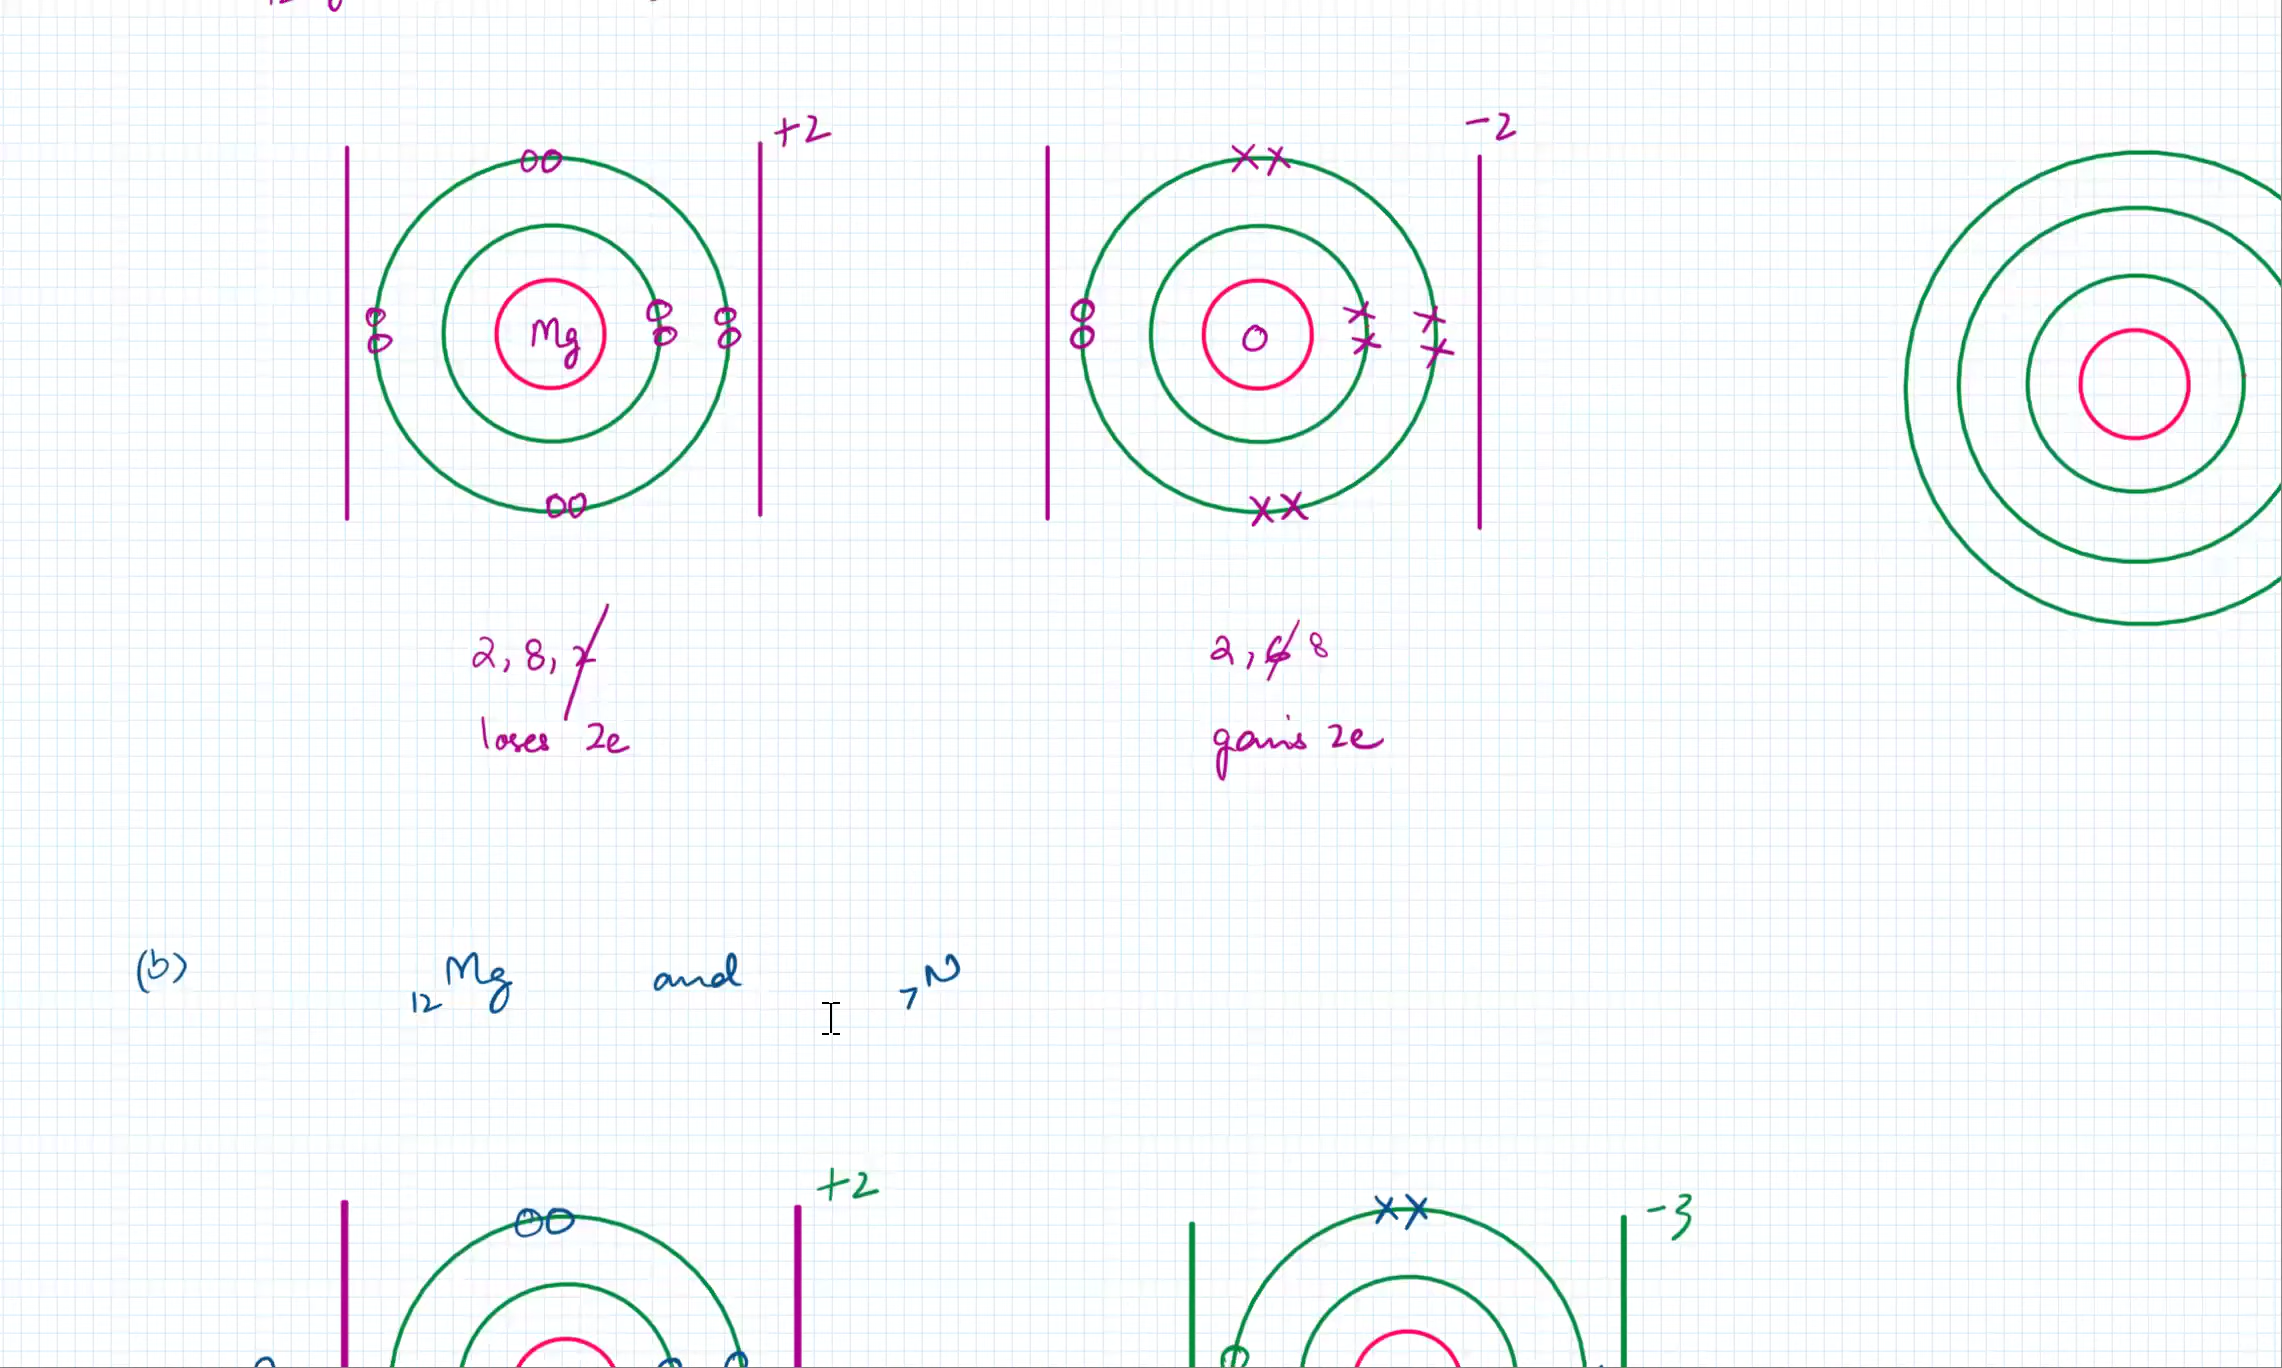 +2
-2
Mg
O
2, 8, 2
2, 6 8
loses 2e
gains 2e
(b) 12Mg and 7N
+2
-3